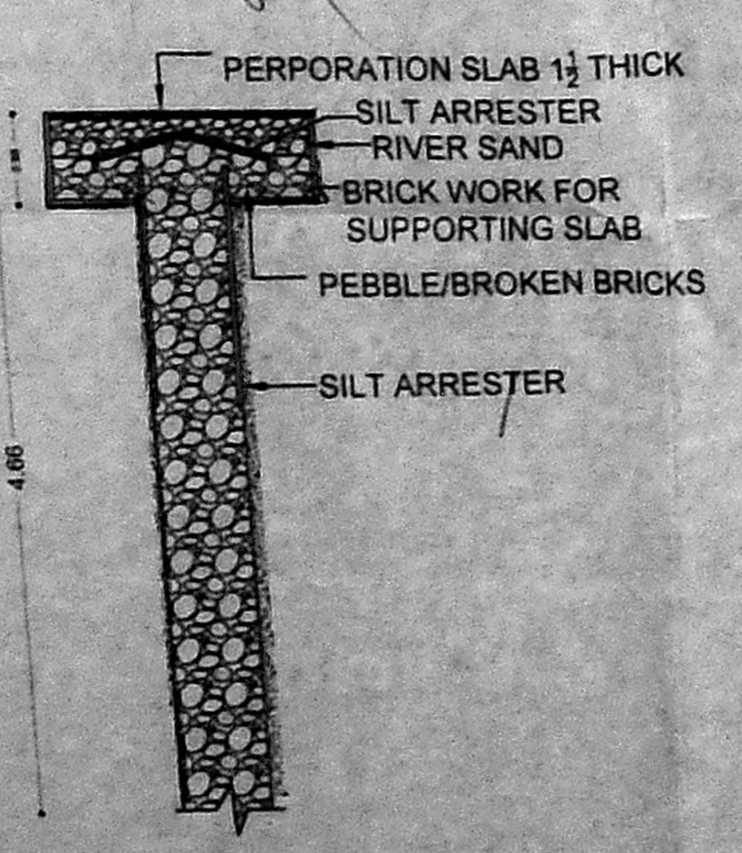 PERPORATION SLAB 1½ THICK
SILT ARRESTER
RIVER SAND
BRICK WORK FOR
SUPPORTING SLAB
PEBBLE/BROKEN BRICKS
SILT ARRESTER
4.66